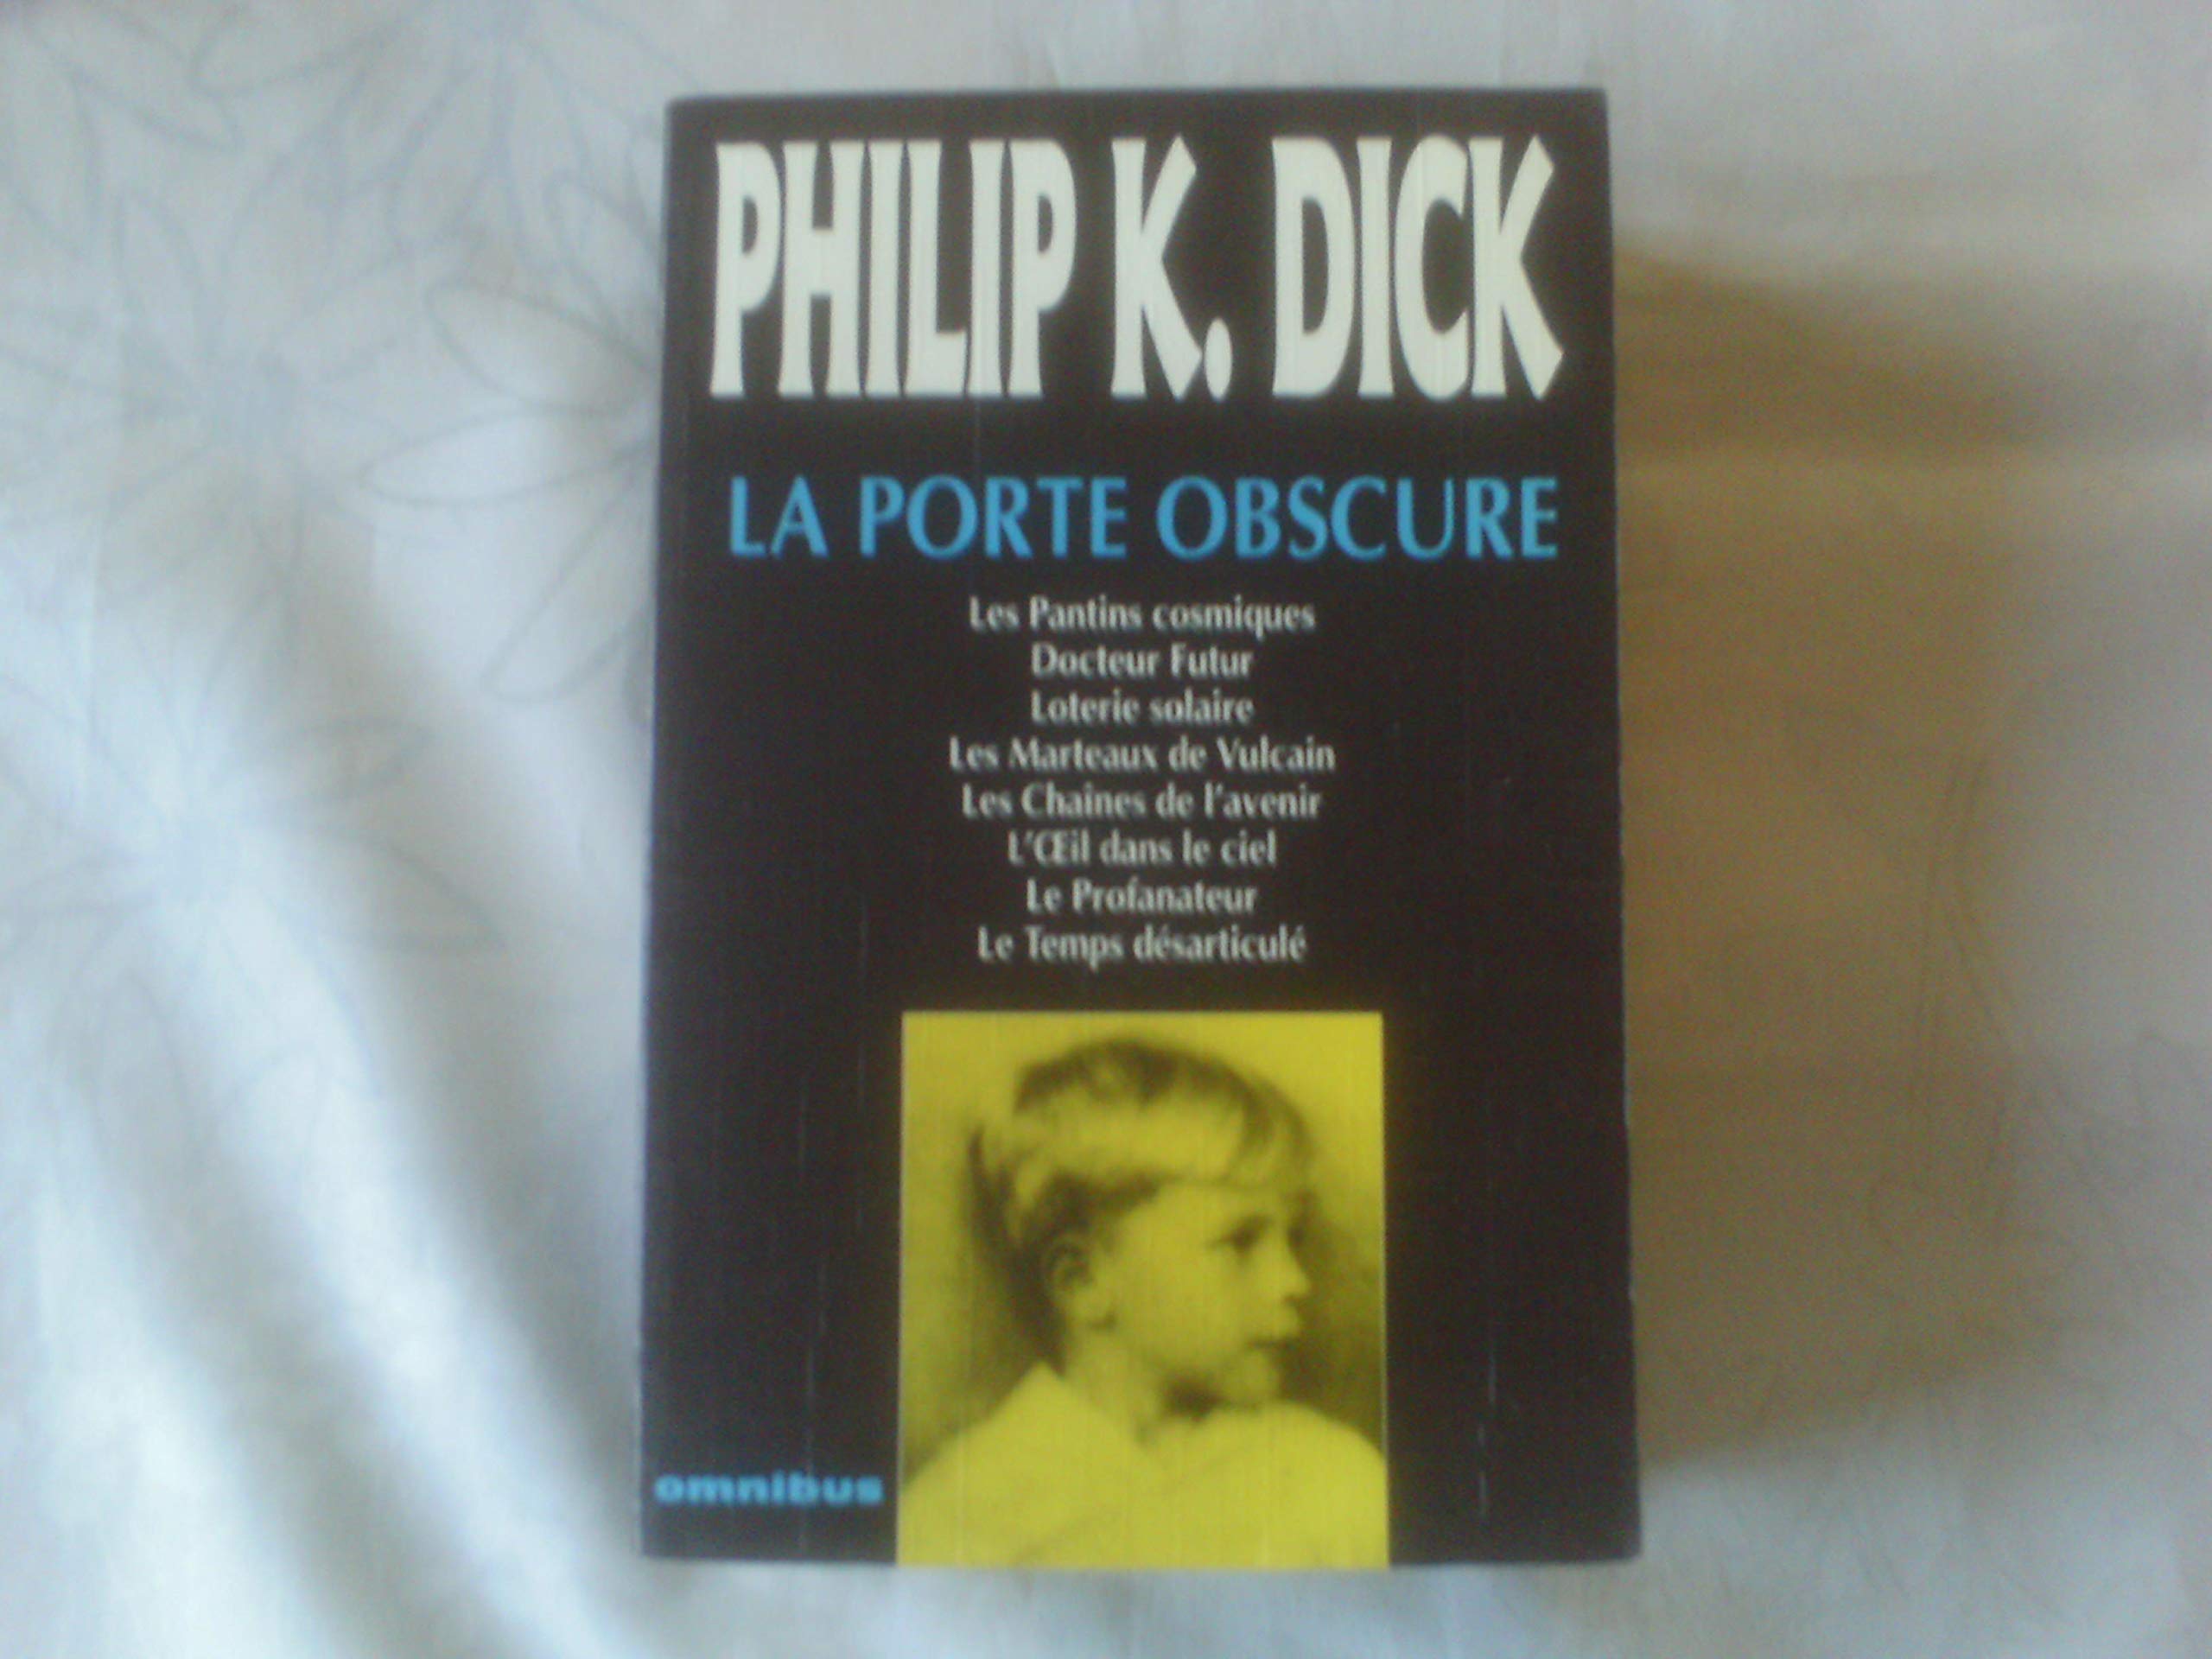 PHILIP K. DICK
LA PORTE OBSCURE
Les Pantins cosmiques
Docteur Futur
Loterie solaire
Les Marteaux de Vulcain
Les Chaînes de l'avenir
L'Œil dans le ciel
Le Profanateur
Le Temps désarticulé
omnibus